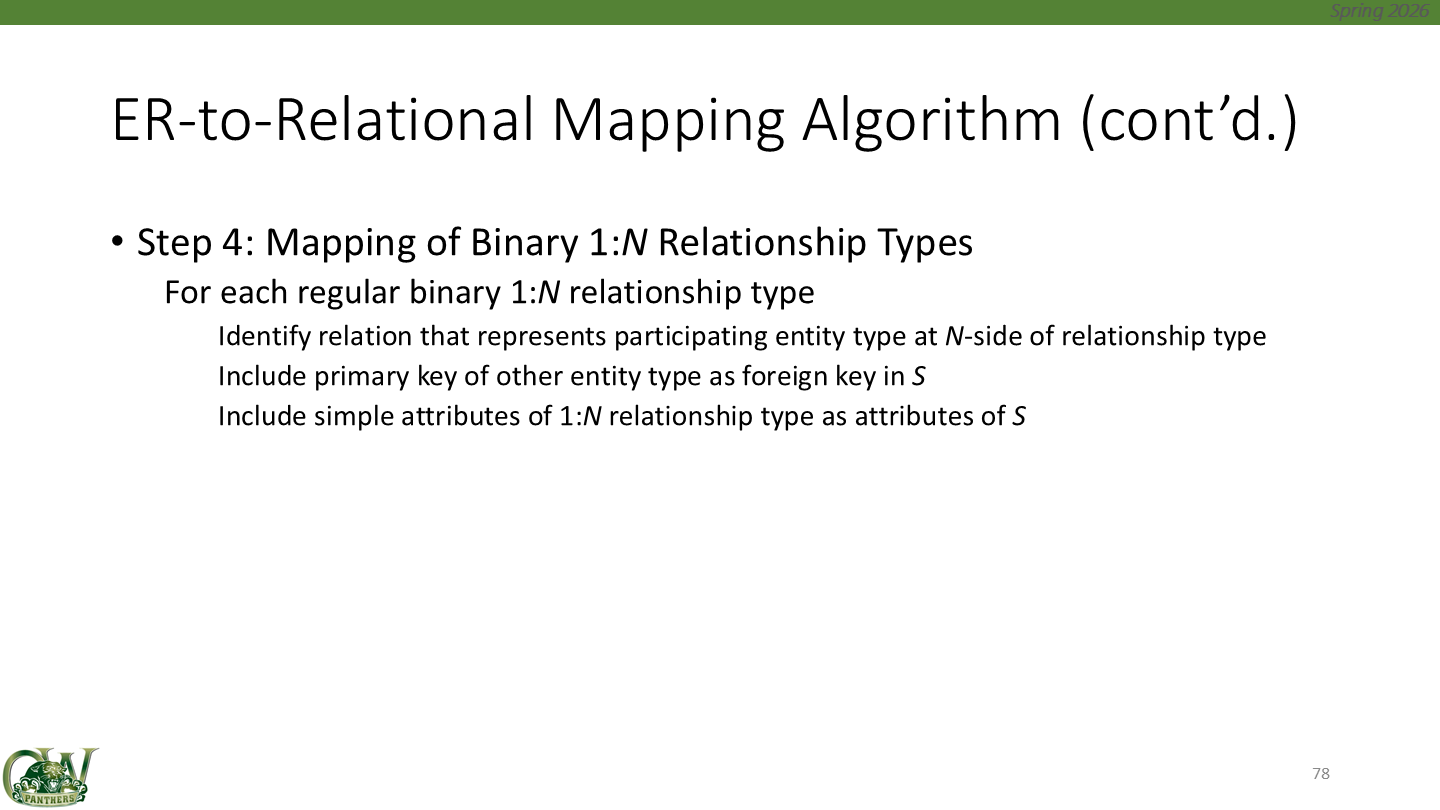 Spring 2026
ER-to-Relational Mapping Algorithm (cont’d.)
• Step 4: Mapping of Binary 1:N Relationship Types
For each regular binary 1:N relationship type
Identify relation that represents participating entity type at N-side of relationship type
Include primary key of other entity type as foreign key in S
Include simple attributes of 1:N relationship type as attributes of S
OW
PANTHERS
78